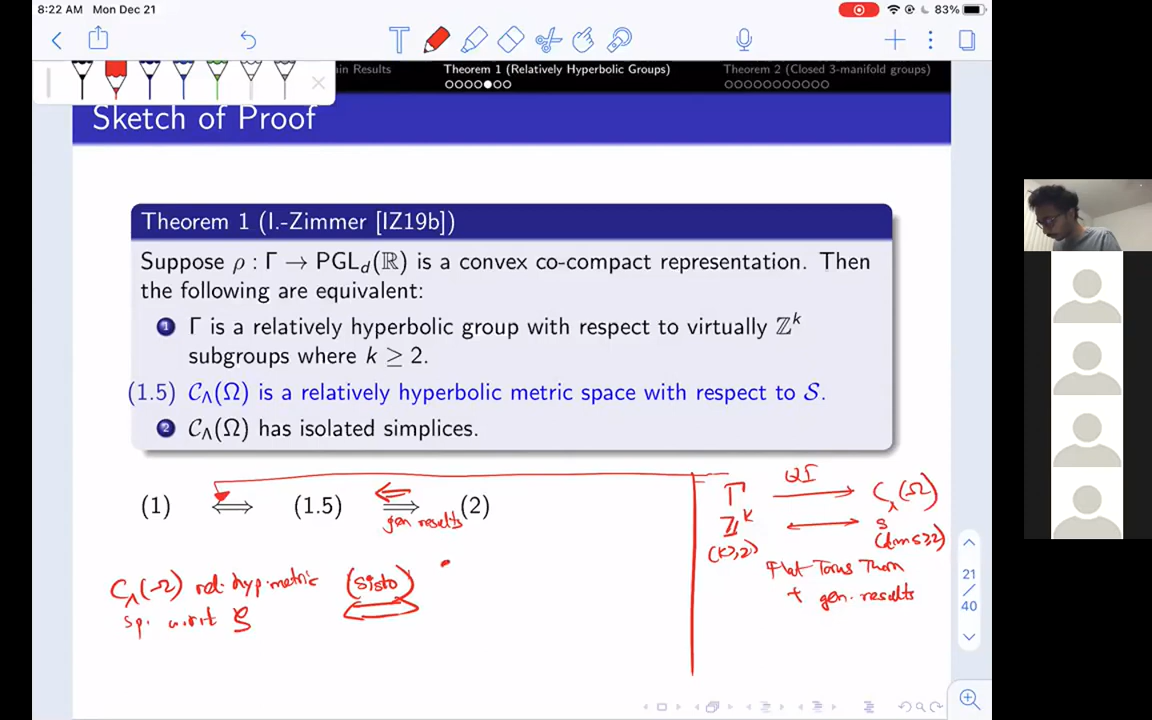 8:22 AM Mon Dec 21
83%
ain Results
Theorem 1 (Relatively Hyperbolic Groups)
Theorem 2 (Closed 3-manifold groups)
Sketch of Proof
Theorem 1 (I.-Zimmer [IZ19b])
Suppose ρ : Γ → PGL_d(ℝ) is a convex co-compact representation. Then
the following are equivalent:
1 Γ is a relatively hyperbolic group with respect to virtually ℤ^k
subgroups where k ≥ 2.
(1.5) 𝒞_Λ(Ω) is a relatively hyperbolic metric space with respect to 𝒮.
2 𝒞_Λ(Ω) has isolated simplices.
(1) ⟺ (1.5) ⟹ (2)
gen results
C_Λ(Ω) rel. hyp. metric (Sisto)
sp. w.r.t S
Γ QI → C_Λ(Ω)
ℤ^k ⟷ S
(k≥2) (dim S≥2)
Flat Torus Thm
+ gen. results
21
/
40